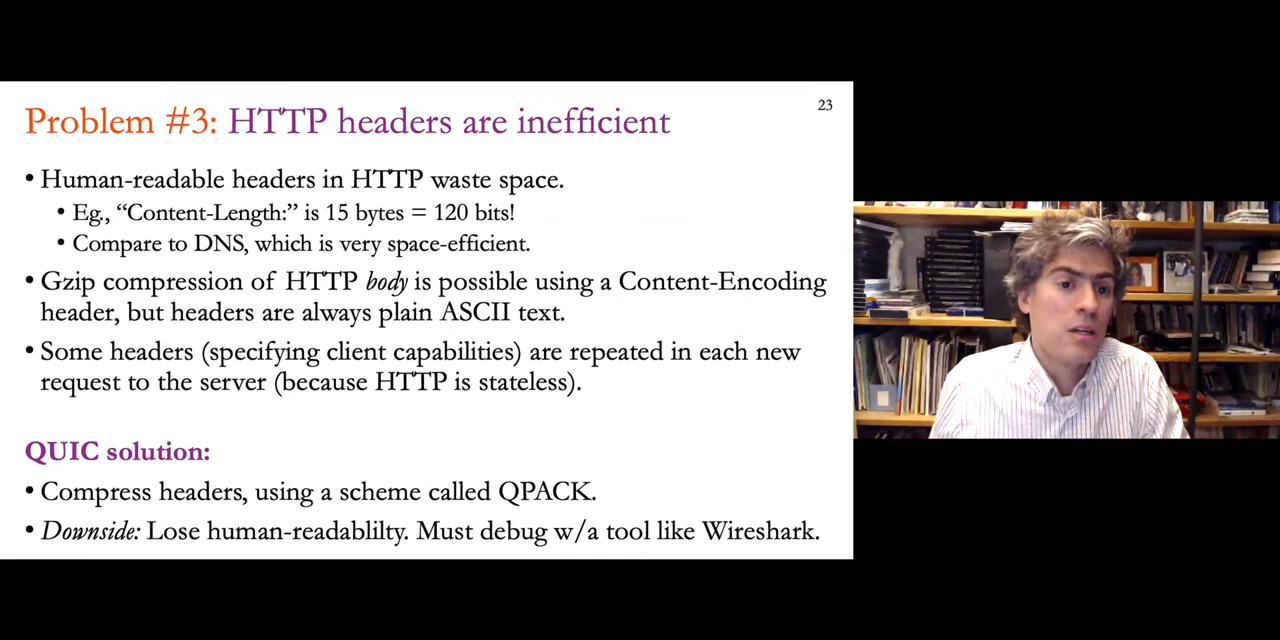 23
Problem #3: HTTP headers are inefficient
• Human-readable headers in HTTP waste space.
• Eg., “Content-Length:” is 15 bytes = 120 bits!
• Compare to DNS, which is very space-efficient.
• Gzip compression of HTTP body is possible using a Content-Encoding
header, but headers are always plain ASCII text.
• Some headers (specifying client capabilities) are repeated in each new
request to the server (because HTTP is stateless).
QUIC solution:
• Compress headers, using a scheme called QPACK.
• Downside: Lose human-readablilty. Must debug w/a tool like Wireshark.